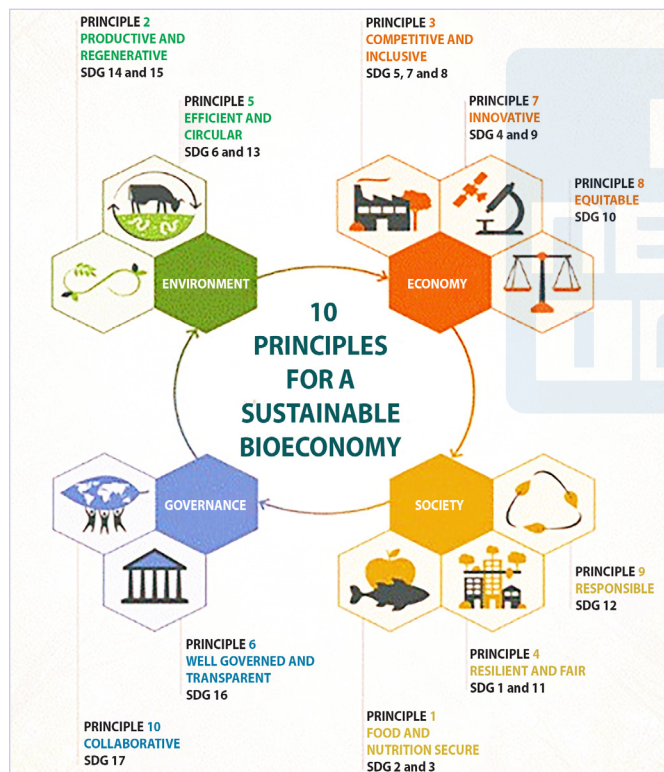 PRINCIPLE 2
PRODUCTIVE AND
REGENERATIVE
SDG 14 and 15
PRINCIPLE 3
COMPETITIVE AND
INCLUSIVE
SDG 5, 7 and 8
PRINCIPLE 5
EFFICIENT AND
CIRCULAR
SDG 6 and 13
PRINCIPLE 7
INNOVATIVE
SDG 4 and 9
PRINCIPLE 8
EQUITABLE
SDG 10
ENVIRONMENT
ECONOMY
10
PRINCIPLES
FOR A
SUSTAINABLE
BIOECONOMY
GOVERNANCE
SOCIETY
PRINCIPLE 9
RESPONSIBLE
SDG 12
PRINCIPLE 6
WELL GOVERNED AND
TRANSPARENT
SDG 16
PRINCIPLE 4
RESILIENT AND FAIR
SDG 1 and 11
PRINCIPLE 10
COLLABORATIVE
SDG 17
PRINCIPLE 1
FOOD AND
NUTRITION SECURE
SDG 2 and 3